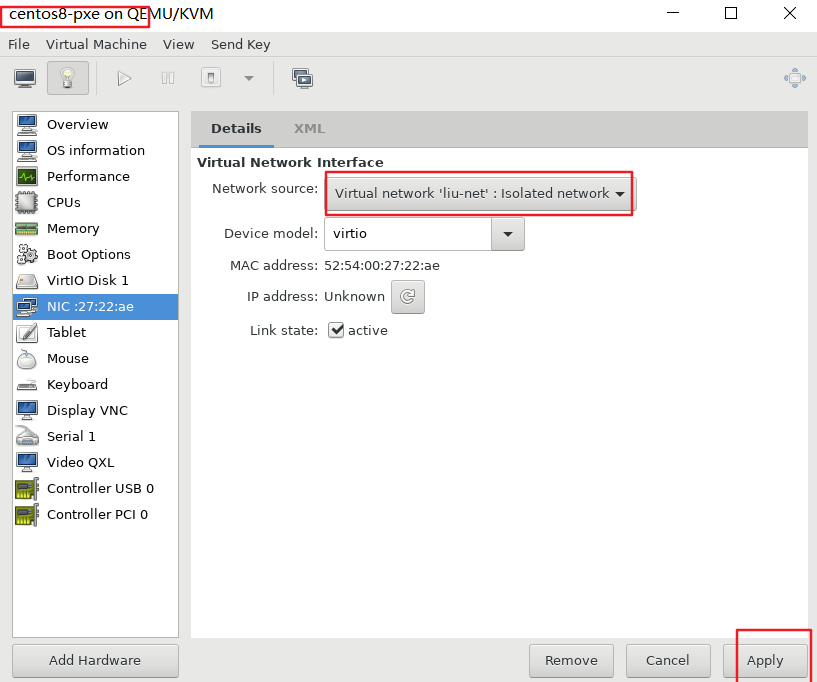 centos8-pxe on QEMU/KVM
File Virtual Machine View Send Key
Overview
OS information
Performance
CPUs
Memory
Boot Options
VirtIO Disk 1
NIC :27:22:ae
Tablet
Mouse
Keyboard
Display VNC
Serial 1
Video QXL
Controller USB 0
Controller PCI 0
Add Hardware
Details XML
Virtual Network Interface
Network source: Virtual network 'liu-net' : Isolated network
Device model: virtio
MAC address: 52:54:00:27:22:ae
IP address: Unknown
Link state: active
Remove Cancel Apply